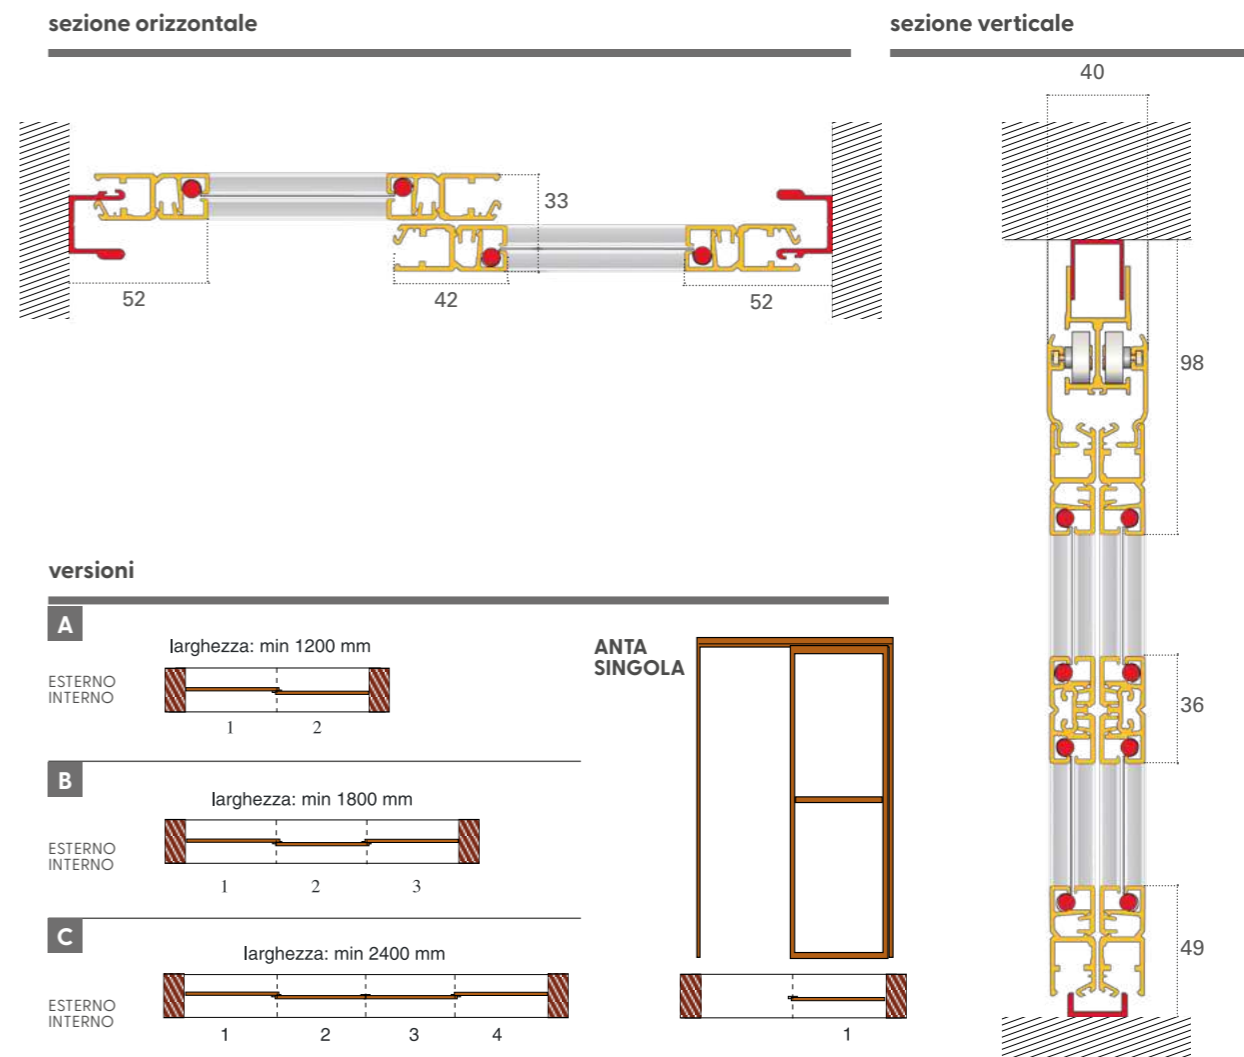 sezione orizzontale
33
52
42
52
sezione verticale
40
98
36
49
versioni
A
larghezza: min 1200 mm
ESTERNO
INTERNO
1 2
B
larghezza: min 1800 mm
ESTERNO
INTERNO
1 2 3
C
larghezza: min 2400 mm
ESTERNO
INTERNO
1 2 3 4
ANTA
SINGOLA
1